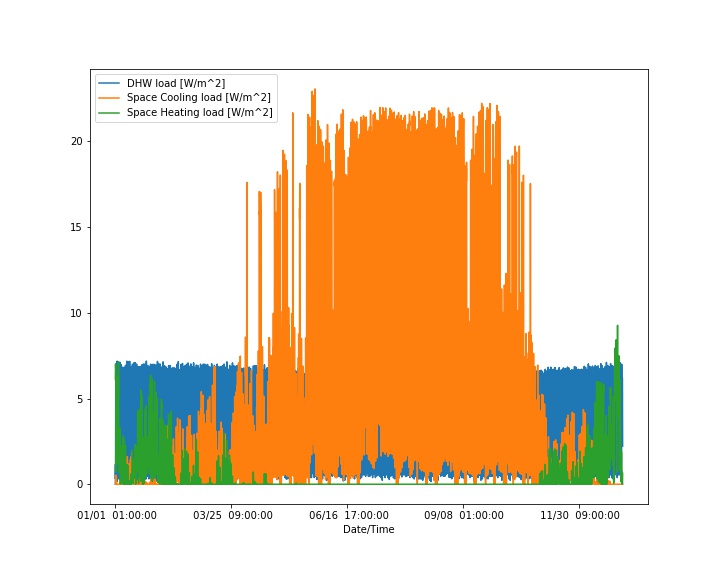 DHW load [W/m^2]
Space Cooling load [W/m^2]
Space Heating load [W/m^2]
20
15
10
5
0
01/01 01:00:00 03/25 09:00:00 06/16 17:00:00 09/08 01:00:00 11/30 09:00:00
Date/Time